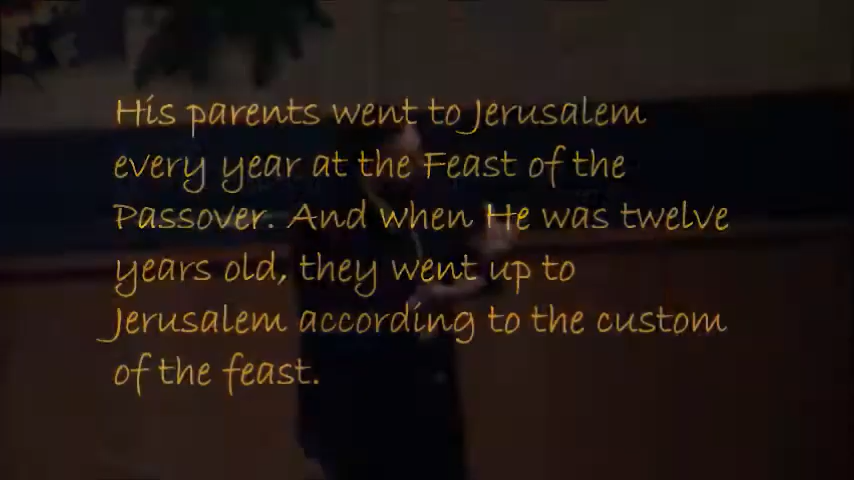 His parents went to Jerusalem
every year at the Feast of the
Passover. And when He was twelve
years old, they went up to
Jerusalem according to the custom
of the feast.